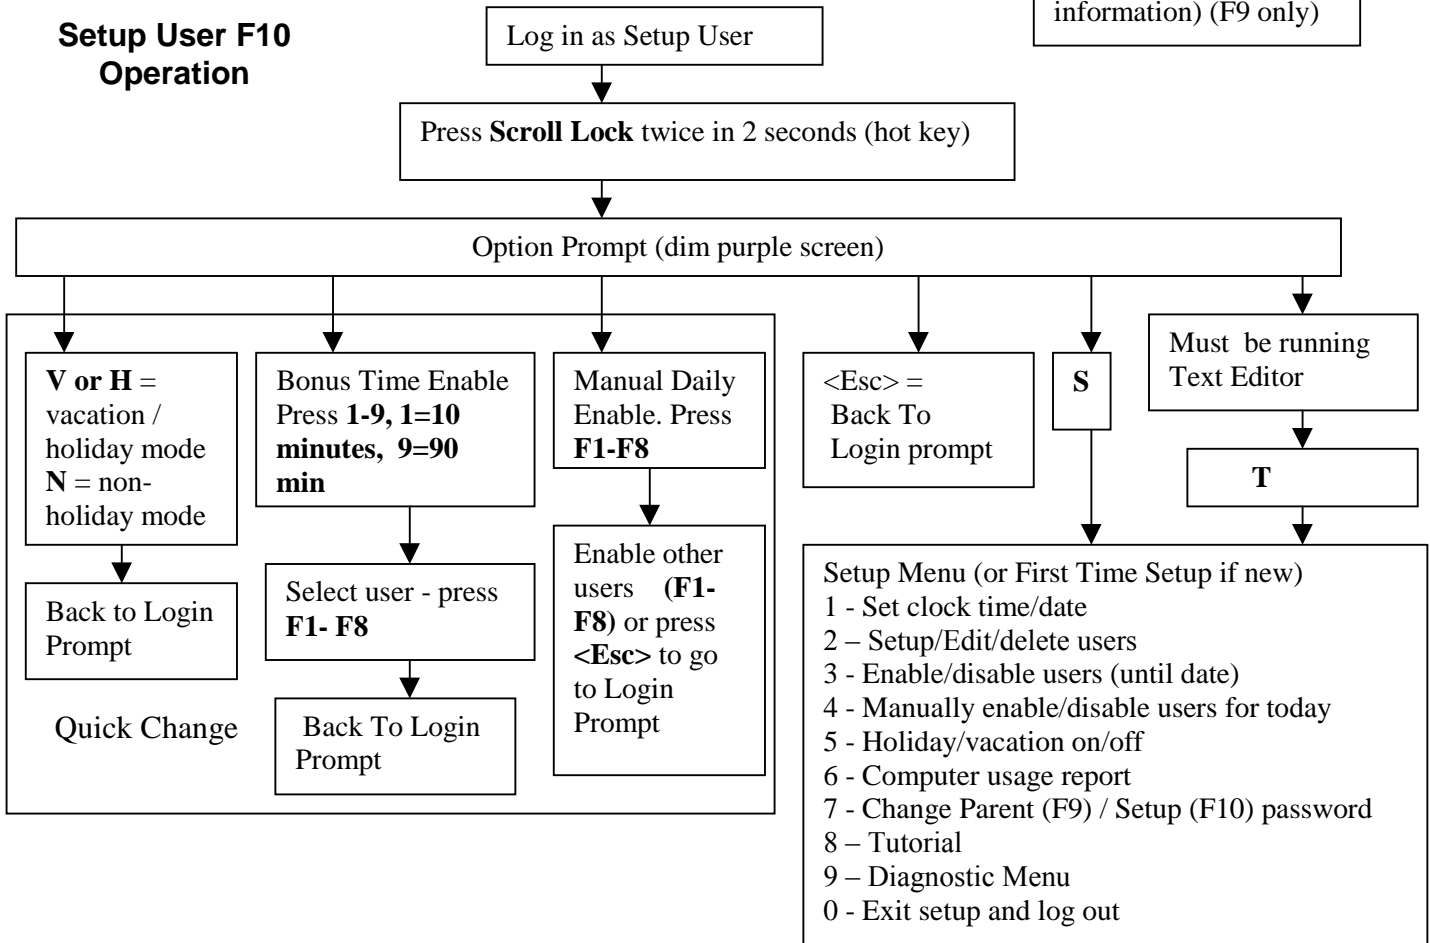 information) (F9 only)
Setup User F10
Operation
Log in as Setup User
Press Scroll Lock twice in 2 seconds (hot key)
Option Prompt (dim purple screen)
V or H =
vacation /
holiday mode
N = non-
holiday mode
Back to Login
Prompt
Quick Change
Bonus Time Enable
Press 1-9, 1=10
minutes, 9=90
min
Select user - press
F1- F8
Back To Login
Prompt
Manual Daily
Enable. Press
F1-F8
Enable other
users (F1-
F8) or press
<Esc> to go
to Login
Prompt
<Esc> =
Back To
Login prompt
S
Must be running
Text Editor
T
Setup Menu (or First Time Setup if new)
1 - Set clock time/date
2 – Setup/Edit/delete users
3 - Enable/disable users (until date)
4 - Manually enable/disable users for today
5 - Holiday/vacation on/off
6 - Computer usage report
7 - Change Parent (F9) / Setup (F10) password
8 – Tutorial
9 – Diagnostic Menu
0 - Exit setup and log out